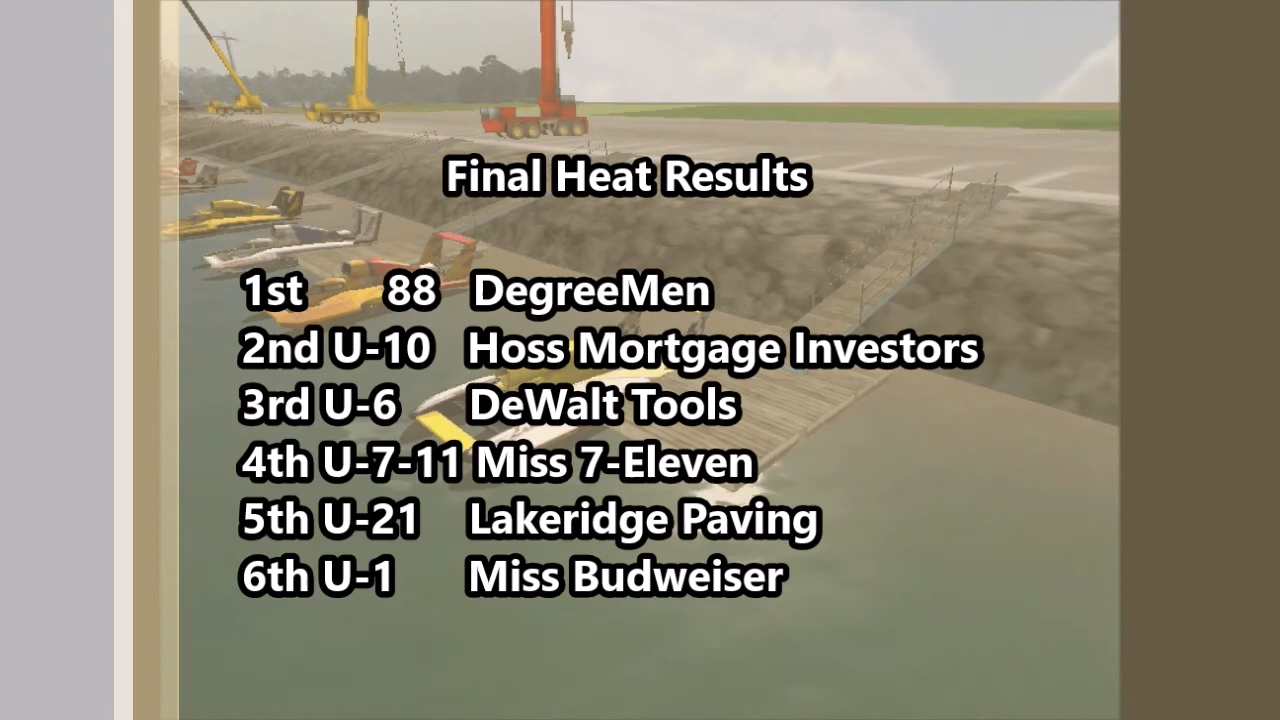 Final Heat Results
1st 88 DegreeMen
2nd U-10 Hoss Mortgage Investors
3rd U-6 DeWalt Tools
4th U-7-11 Miss 7-Eleven
5th U-21 Lakeridge Paving
6th U-1 Miss Budweiser